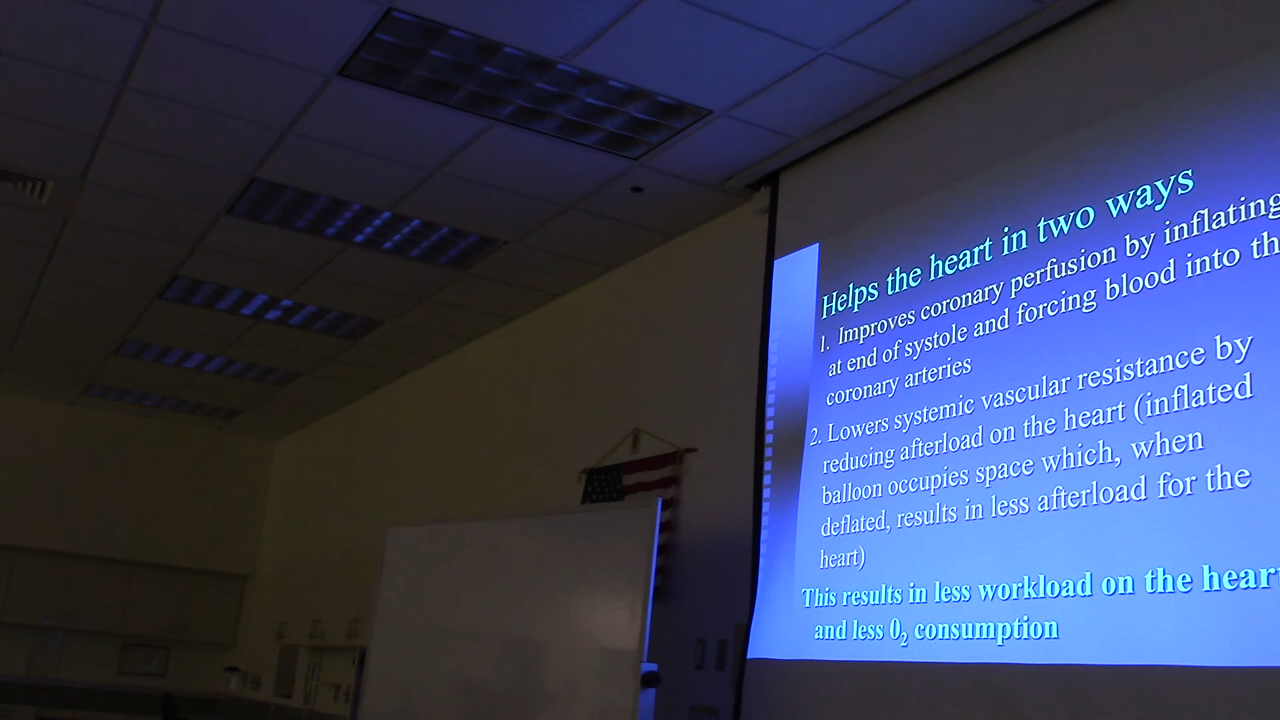 Helps the heart in two ways
1. Improves coronary perfusion by inflating
at end of systole and forcing blood into th
coronary arteries
2. Lowers systemic vascular resistance by
reducing afterload on the heart (inflated
balloon occupies space which, when
deflated, results in less afterload for the
heart)
This results in less workload on the hear
and less 02 consumption